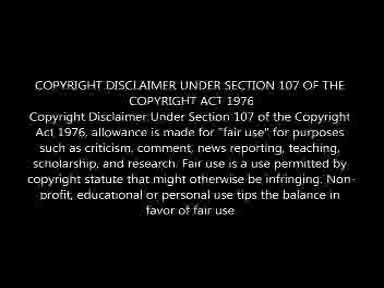 COPYRIGHT DISCLAIMER UNDER SECTION 107 OF THE
COPYRIGHT ACT 1976
Copyright Disclaimer Under Section 107 of the Copyright
Act 1976, allowance is made for "fair use" for purposes
such as criticism, comment, news reporting, teaching,
scholarship, and research. Fair use is a use permitted by
copyright statute that might otherwise be infringing. Non-
profit, educational or personal use tips the balance in
favor of fair use.